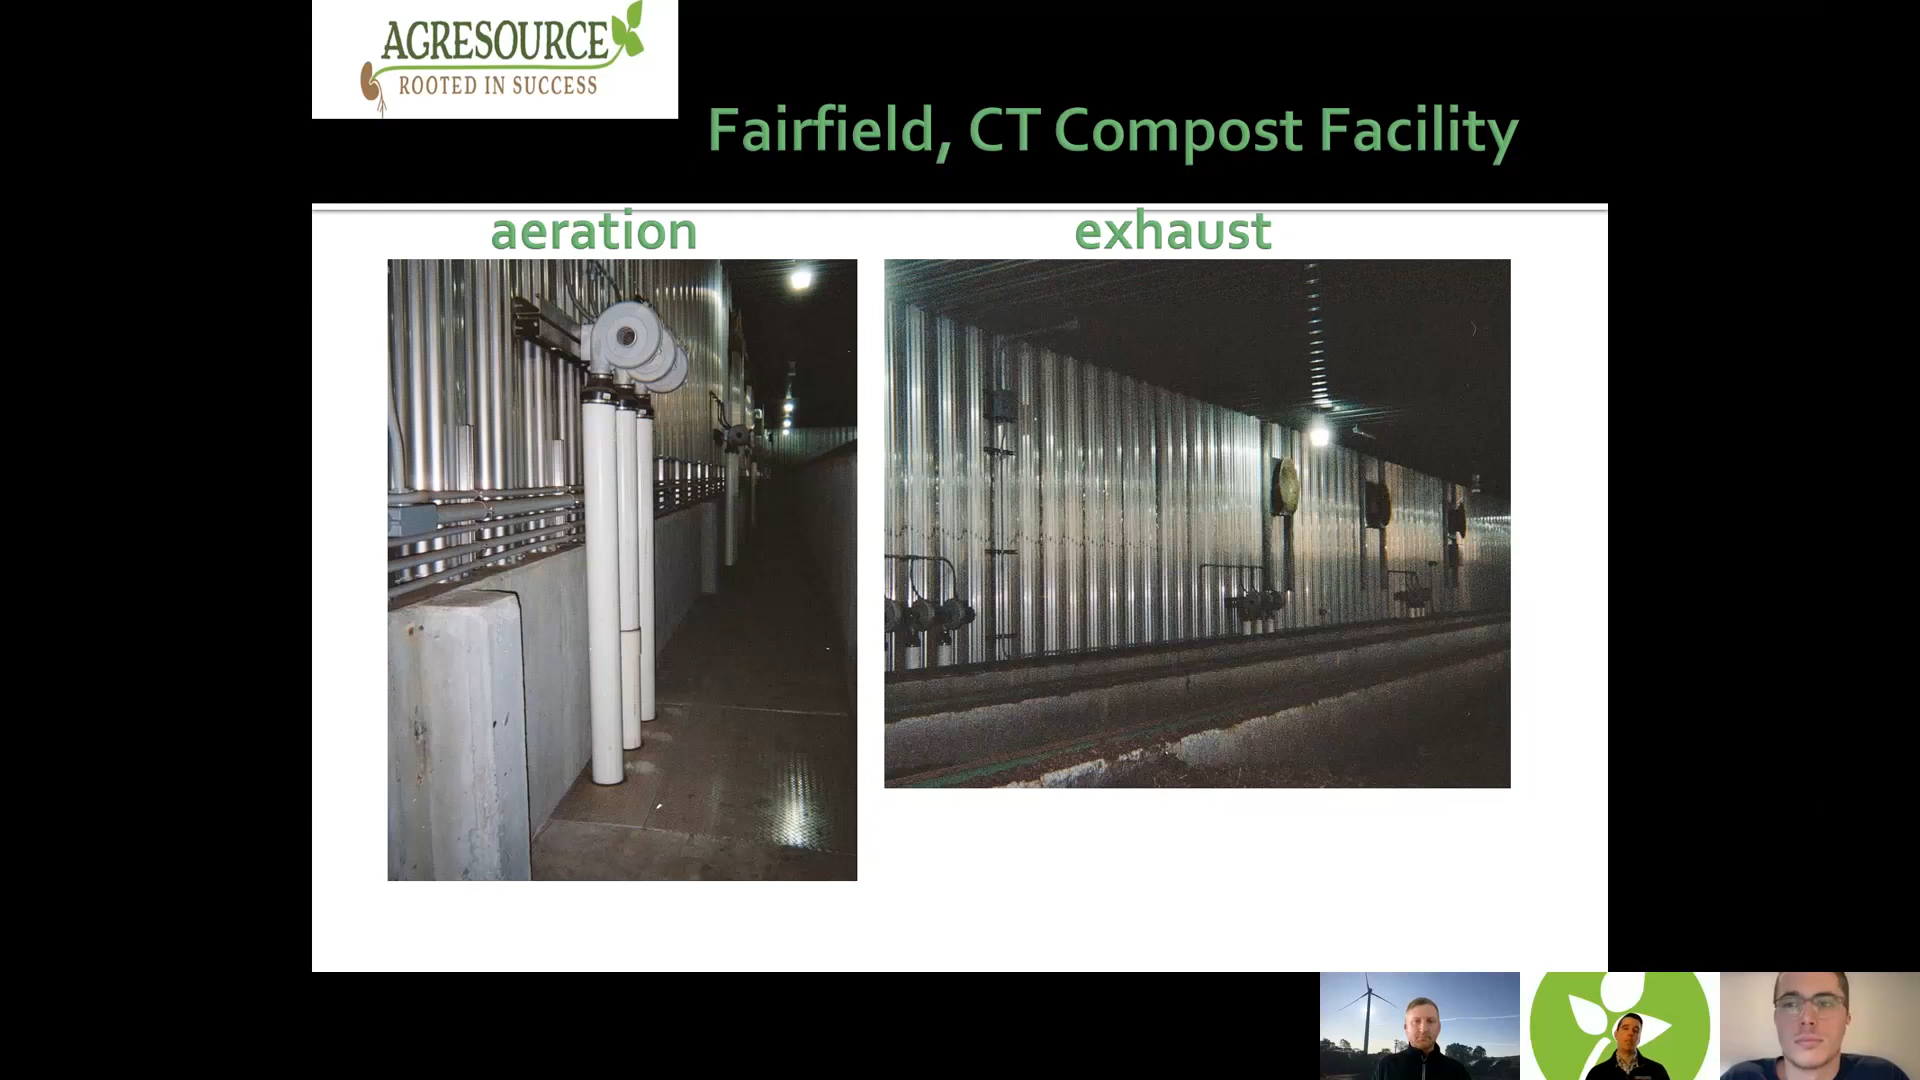 AGRESOURCE
ROOTED IN SUCCESS
Fairfield, CT Compost Facility
aeration
exhaust